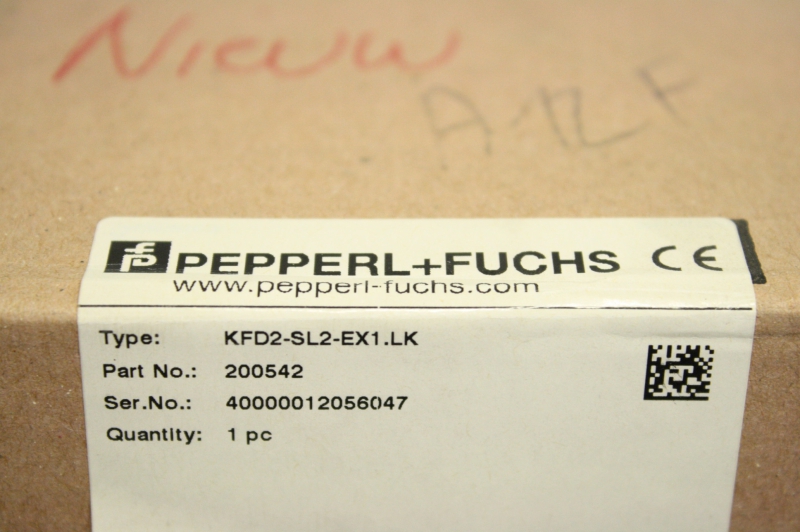 Nieuw
PEPPERL+FUCHS CE
www.pepperl-fuchs.com
Type: KFD2-SL2-EX1.LK
Part No.: 200542
Ser.No.: 40000012056047
Quantity: 1 pc